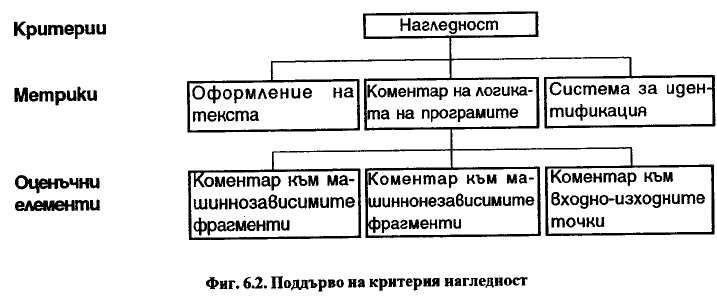 Критерии
Нагледност
Метрики
Оформление на
текста
Коментар на логика-
та на програмите
Система за иден-
тификация
Оценъчни
елементи
Коментар към ма-
шиннозависимите
фрагменти
Коментар към ма-
шиннонезависимите
фрагменти
Коментар към
входно-изходните
точки
Фиг. 6.2. Поддърво на критерия нагледност